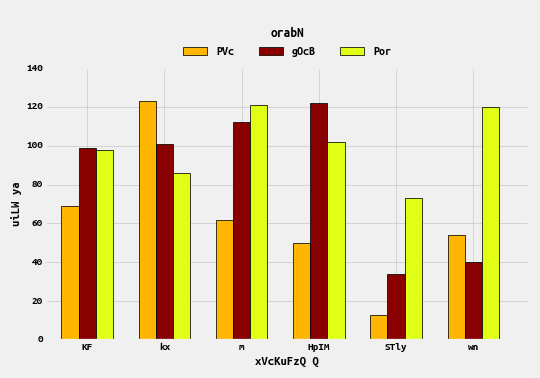 orabN
PVc gOcB Por
140
120
100
80
60
40
20
0
uiLW ya
KF kx m HpIM STly wn
xVcKuFzQ Q